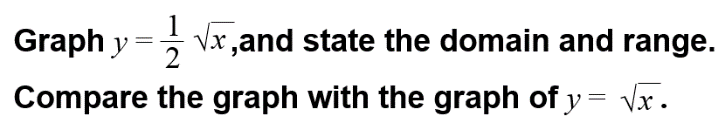 Graph y = 1/2 √x ,and state the domain and range.
Compare the graph with the graph of y = √x .